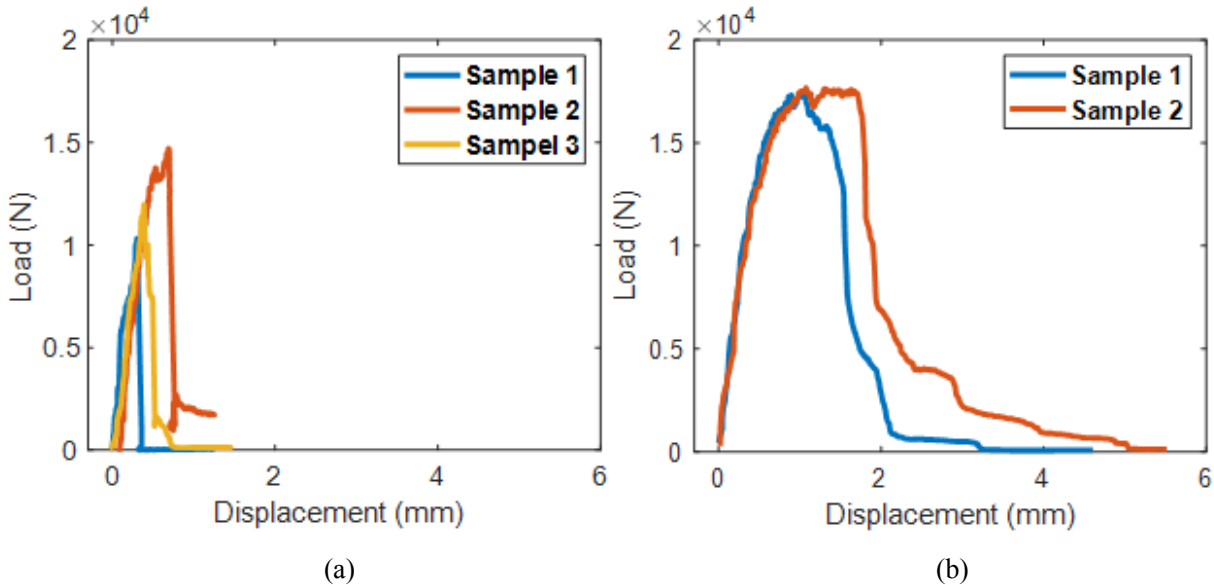 ×10⁴
2
1.5
1
0.5
0
0
2
4
6
Load (N)
Displacement (mm)
Sample 1
Sample 2
Sampel 3
(a)
×10⁴
2
1.5
1
0.5
0
0
2
4
6
Load (N)
Displacement (mm)
Sample 1
Sample 2
(b)